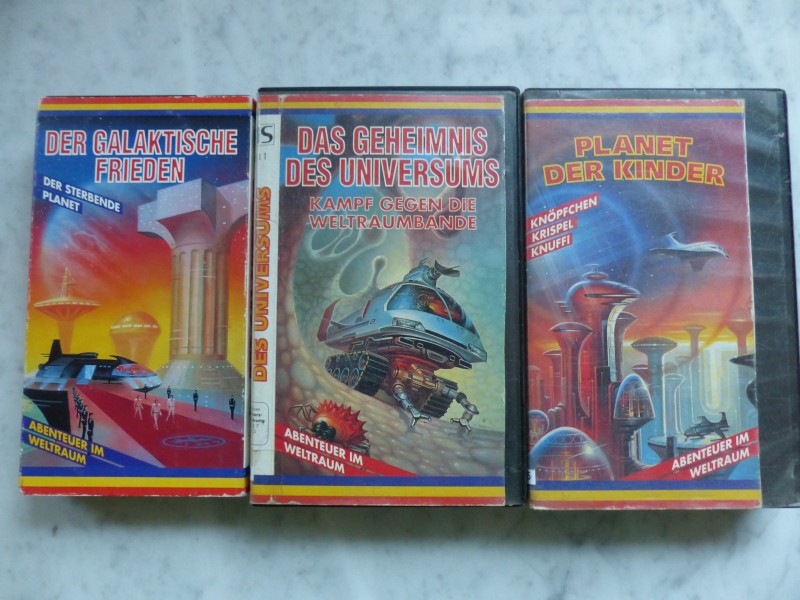 DER GALAKTISCHE
FRIEDEN
DER STERBENDE
PLANET
ABENTEUER IM
WELTRAUM
S
DES UNIVERSUMS
DAS GEHEIMNIS
DES UNIVERSUMS
KAMPF GEGEN DIE
WELTRAUMBANDE
ABENTEUER IM
WELTRAUM
PLANET
DER KINDER
KNÖPFCHEN
KRISPEL
KNUFFI
ABENTEUER IM
WELTRAUM